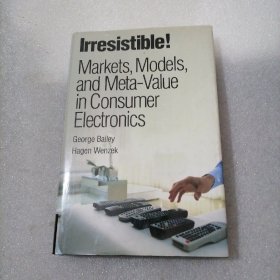 Irresistible!
Markets, Models,
and Meta-Value
in Consumer
Electronics
George Bailey
Hagen Wenzek